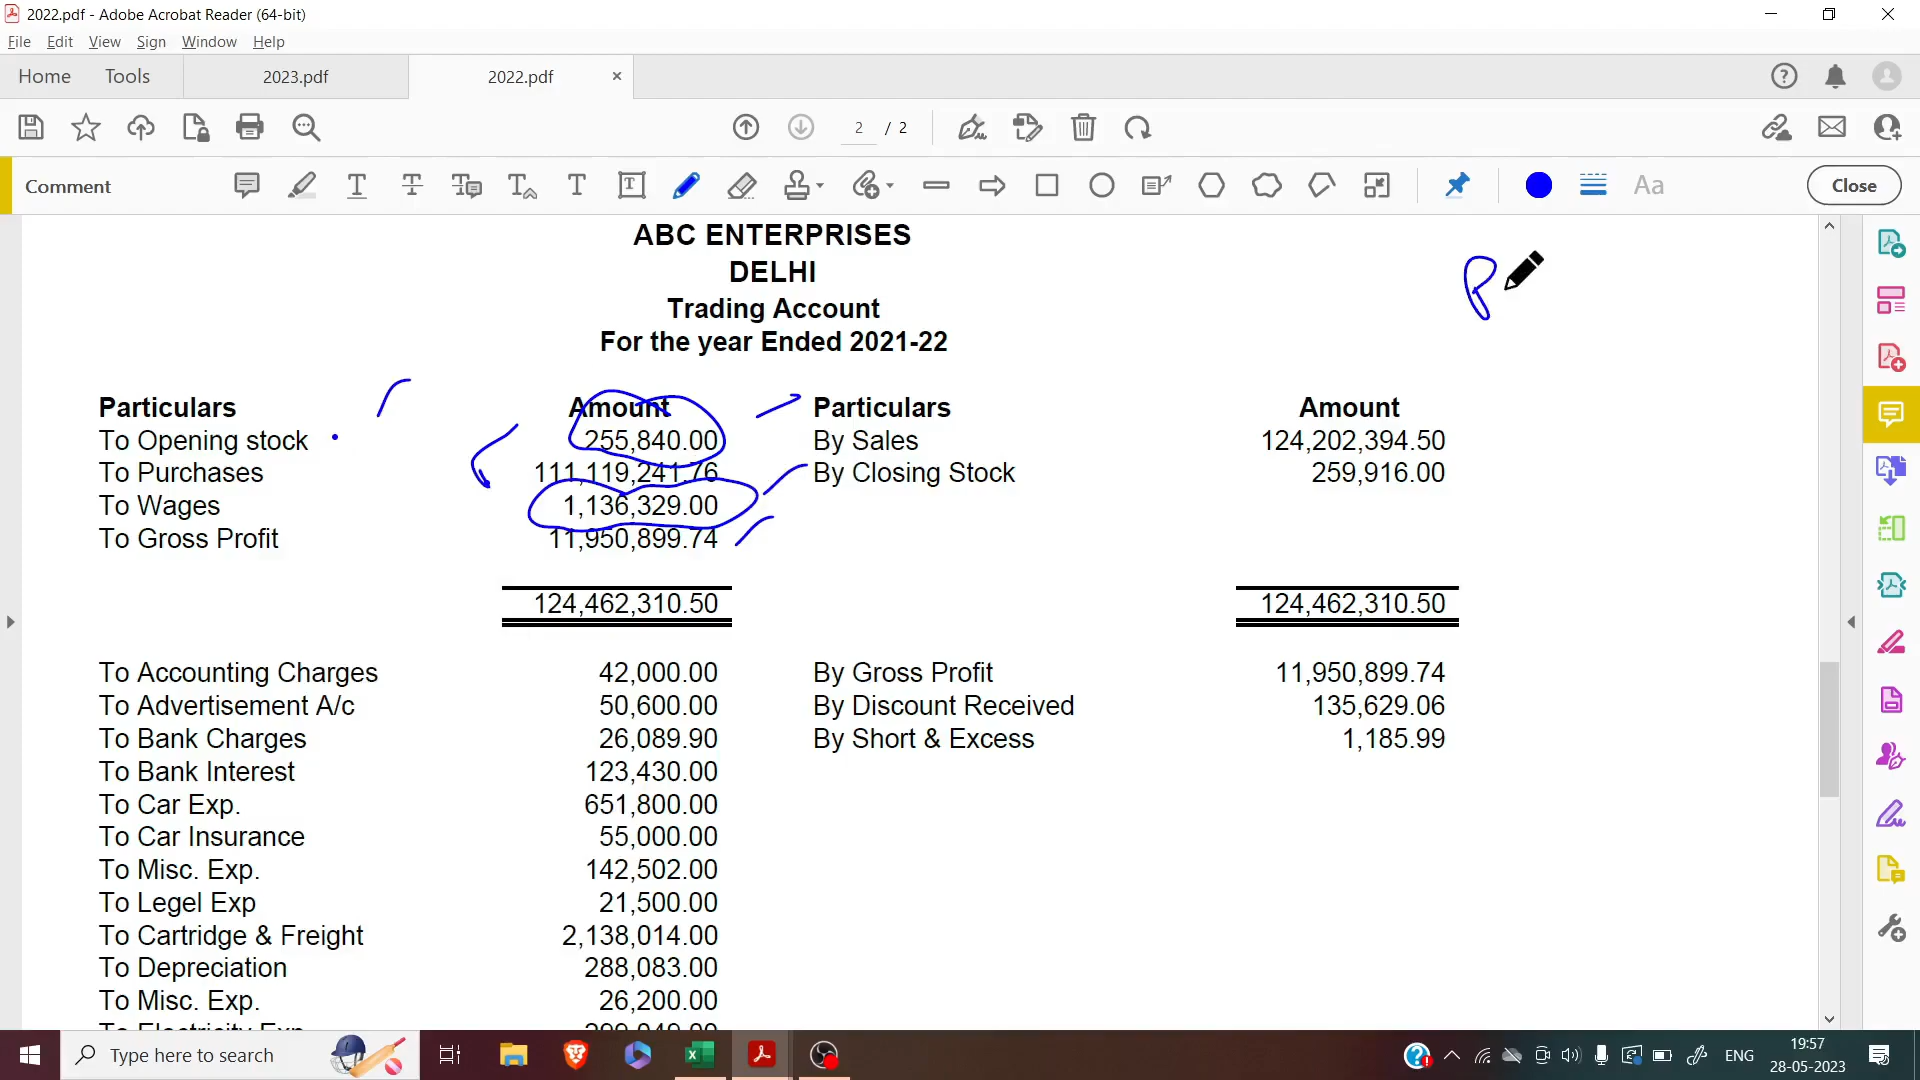 2022.pdf - Adobe Acrobat Reader (64-bit)
File Edit View Sign Window Help
Home Tools 2023.pdf 2022.pdf
2 / 2
Comment Aa Close
ABC ENTERPRISES
DELHI
Trading Account
For the year Ended 2021-22
Particulars Amount Particulars Amount
To Opening stock 255,840.00 By Sales 124,202,394.50
To Purchases 111,119,241.76 By Closing Stock 259,916.00
To Wages 1,136,329.00
To Gross Profit 11,950,899.74
124,462,310.50 124,462,310.50
To Accounting Charges 42,000.00 By Gross Profit 11,950,899.74
To Advertisement A/c 50,600.00 By Discount Received 135,629.06
To Bank Charges 26,089.90 By Short & Excess 1,185.99
To Bank Interest 123,430.00
To Car Exp. 651,800.00
To Car Insurance 55,000.00
To Misc. Exp. 142,502.00
To Legel Exp 21,500.00
To Cartridge & Freight 2,138,014.00
To Depreciation 288,083.00
To Misc. Exp. 26,200.00
Type here to search
ENG
19:57
28-05-2023